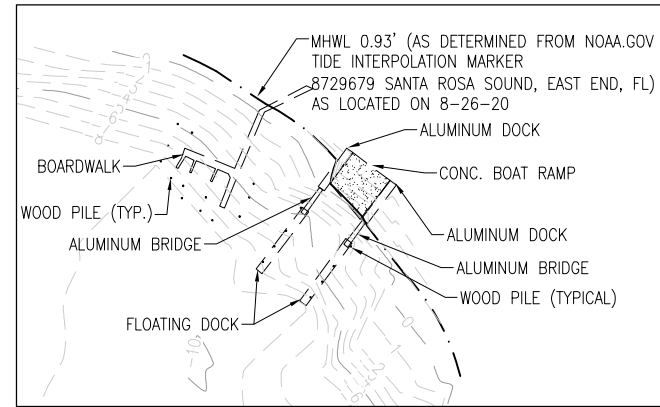 MHWL 0.93' (AS DETERMINED FROM NOAA.GOV
TIDE INTERPOLATION MARKER
8729679 SANTA ROSA SOUND, EAST END, FL)
AS LOCATED ON 8-26-20
ALUMINUM DOCK
BOARDWALK
CONC. BOAT RAMP
WOOD PILE (TYP.)
ALUMINUM BRIDGE
ALUMINUM DOCK
ALUMINUM BRIDGE
WOOD PILE (TYPICAL)
FLOATING DOCK
-10
0